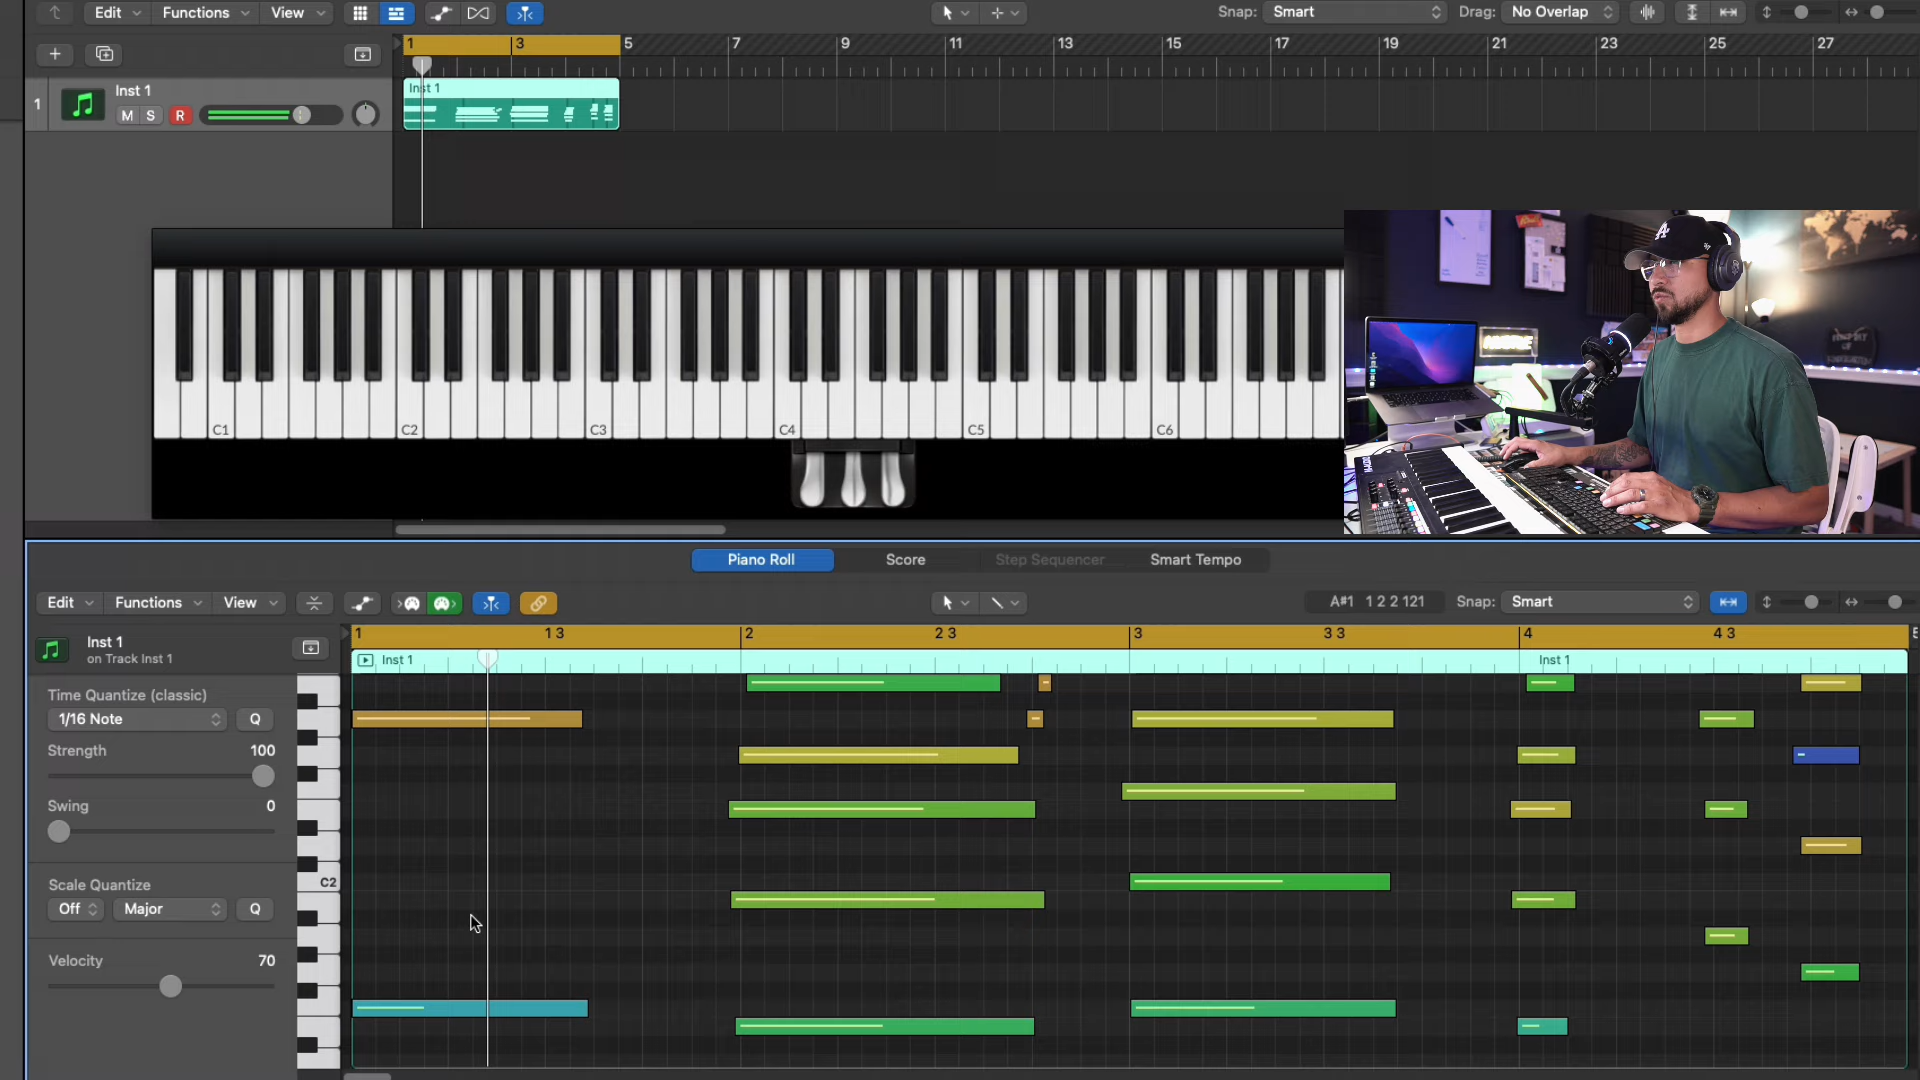 Edit Functions View Snap: Smart Drag: No Overlap
1 3 5 7 9 11 13 15 17 19 21 23 25 27
1 Inst 1 Inst 1
M S R
C1 C2 C3 C4 C5 C6
Piano Roll Score Step Sequencer Smart Tempo
Edit Functions View A#1 1 2 2 121 Snap: Smart
1 1 3 2 2 3 3 3 3 4 4 3
Inst 1
on Track Inst 1
Inst 1 Inst 1
Time Quantize (classic)
1/16 Note Q
Strength 100
Swing 0
C2
Scale Quantize
Off Major Q
Velocity 70